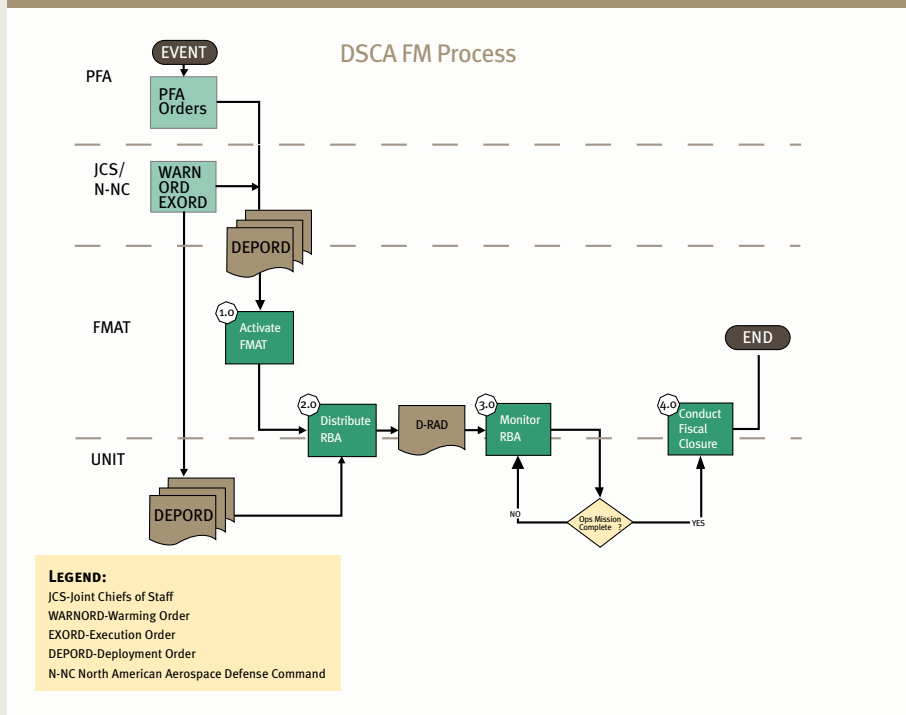 DSCA FM Process
EVENT
PFA
PFA
Orders
JCS/
N-NC
WARN
ORD
EXORD
DEPORD
FMAT
1.0
Activate
FMAT
END
2.0
Distribute
RBA
D-RAD
3.0
Monitor
RBA
4.0
Conduct
Fiscal
Closure
UNIT
DEPORD
NO
Ops Mission
Complete ?
YES
LEGEND:
JCS-Joint Chiefs of Staff
WARNORD-Warming Order
EXORD-Execution Order
DEPORD-Deployment Order
N-NC North American Aerospace Defense Command